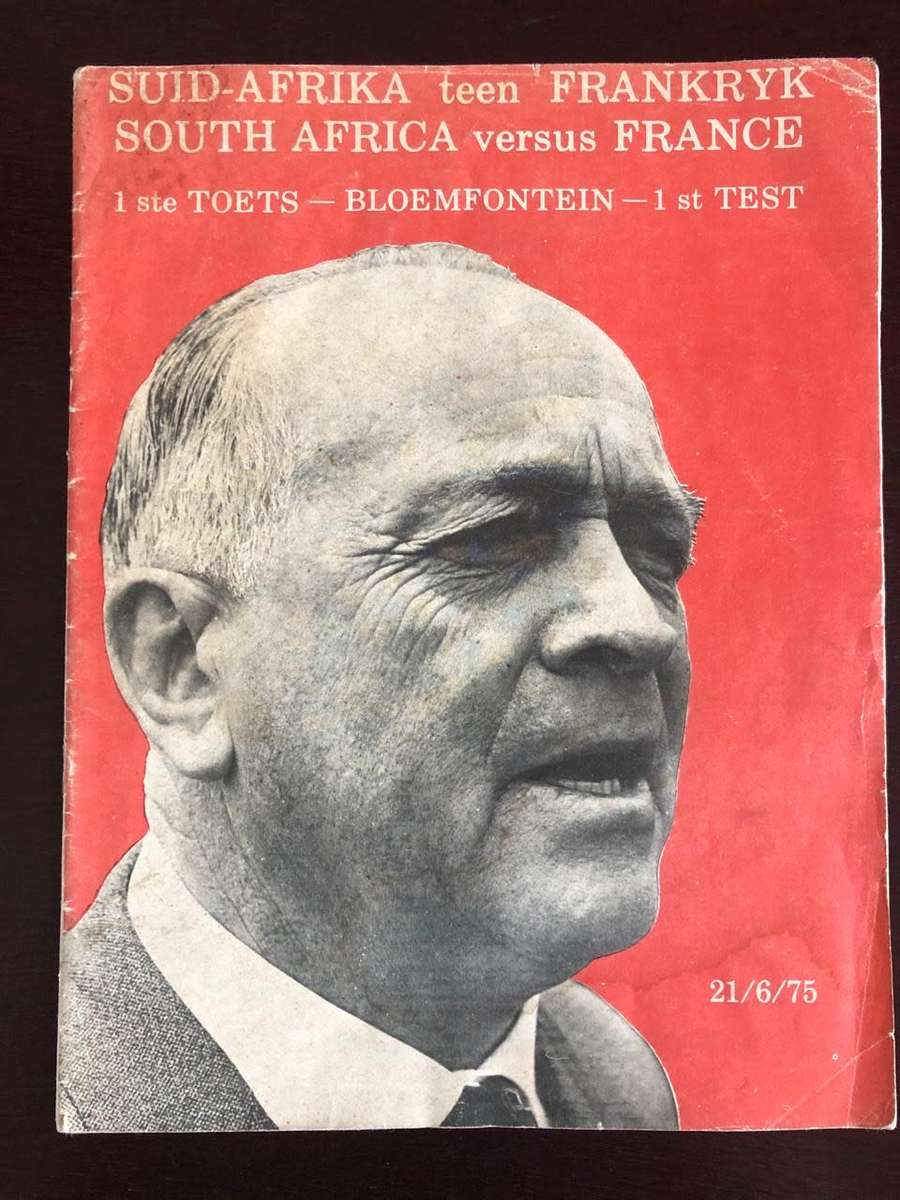 SUID-AFRIKA teen FRANKRYK
SOUTH AFRICA versus FRANCE
1 ste TOETS — BLOEMFONTEIN — 1 st TEST
21/6/75